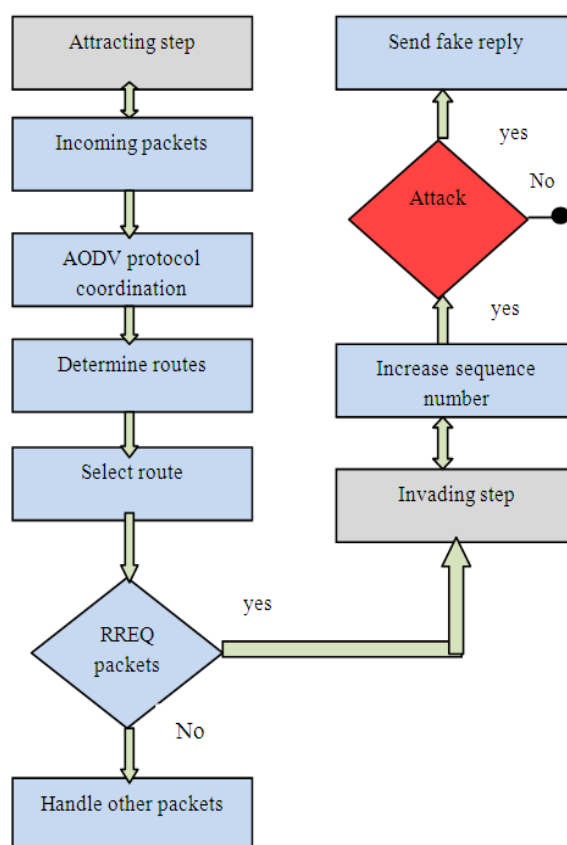 Attracting step
Incoming packets
AODV protocol
coordination
Determine routes
Select route
RREQ
packets
yes
No
Handle other packets
Send fake reply
yes
No
Attack
yes
Increase sequence
number
Invading step